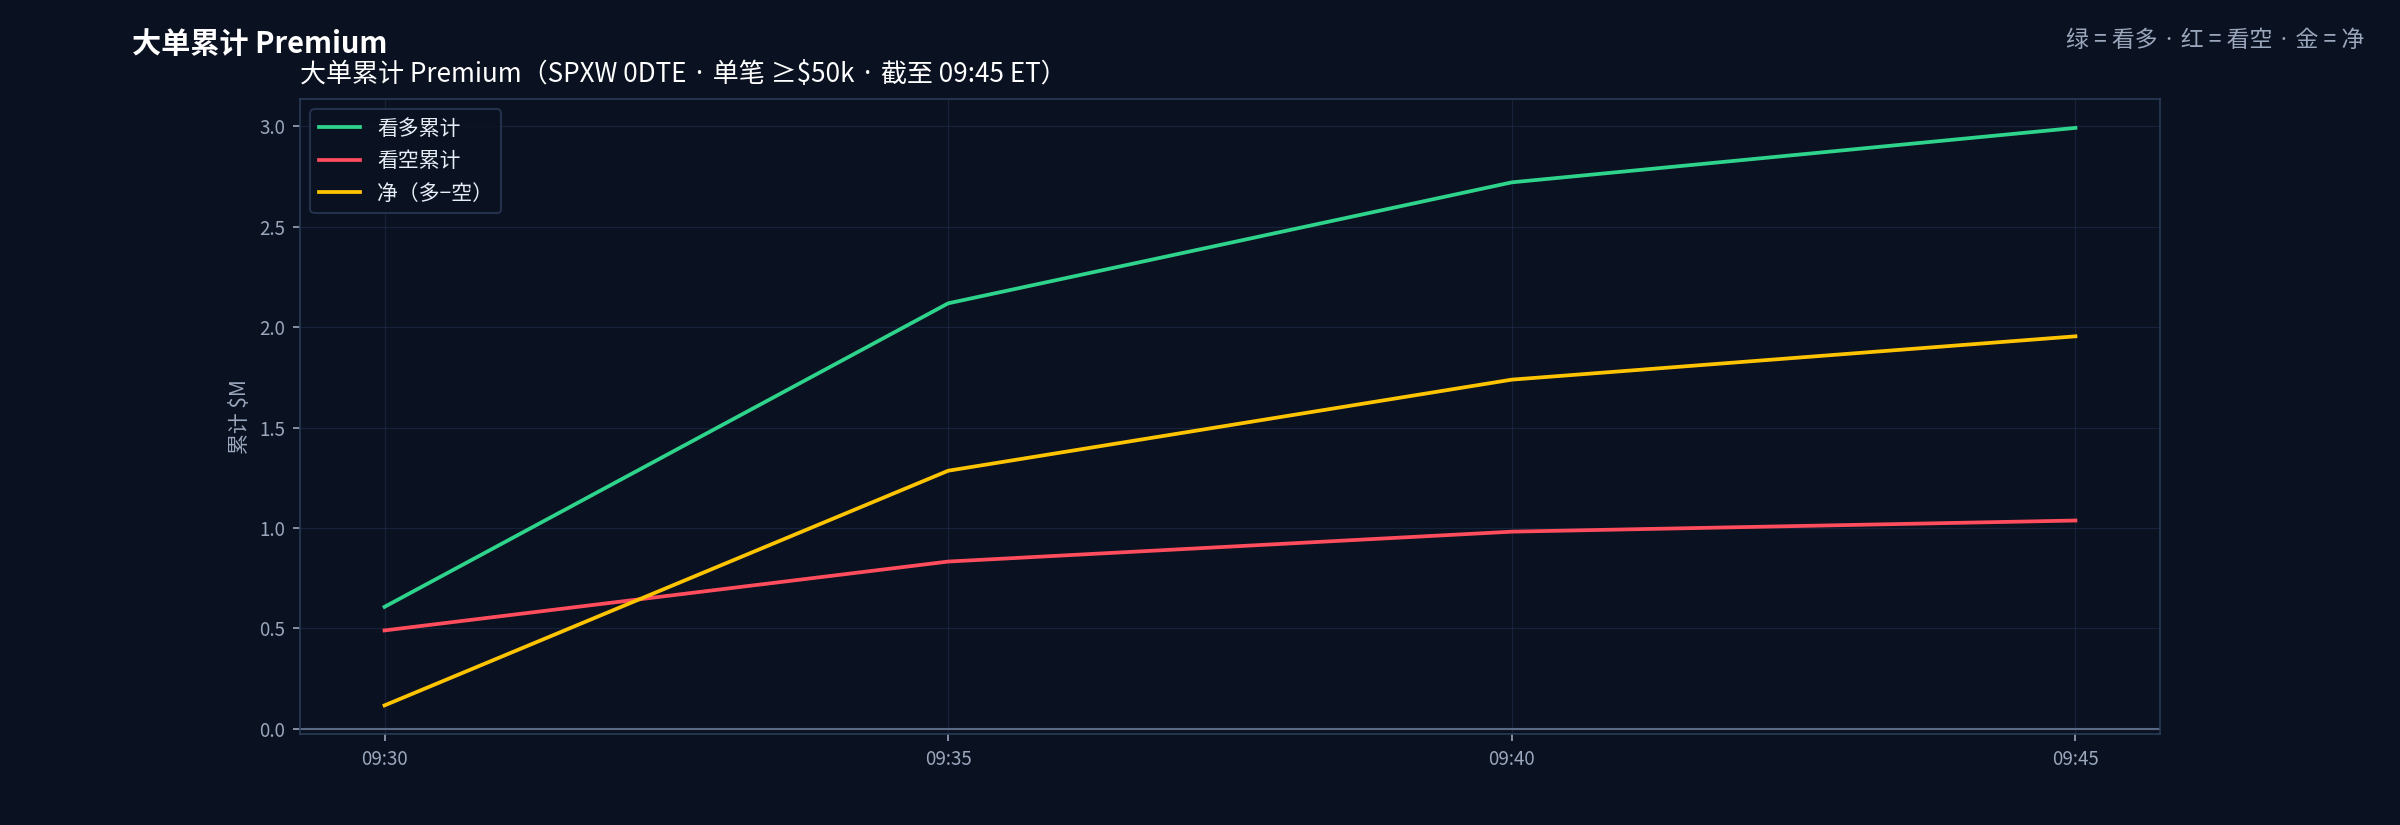 大单累计 Premium
绿 = 看多 · 红 = 看空 · 金 = 净
大单累计 Premium（SPXW 0DTE · 单笔 ≥$50k · 截至 09:45 ET）
看多累计
看空累计
净（多−空）
累计 $M
3.0
2.5
2.0
1.5
1.0
0.5
0.0
09:30 09:35 09:40 09:45